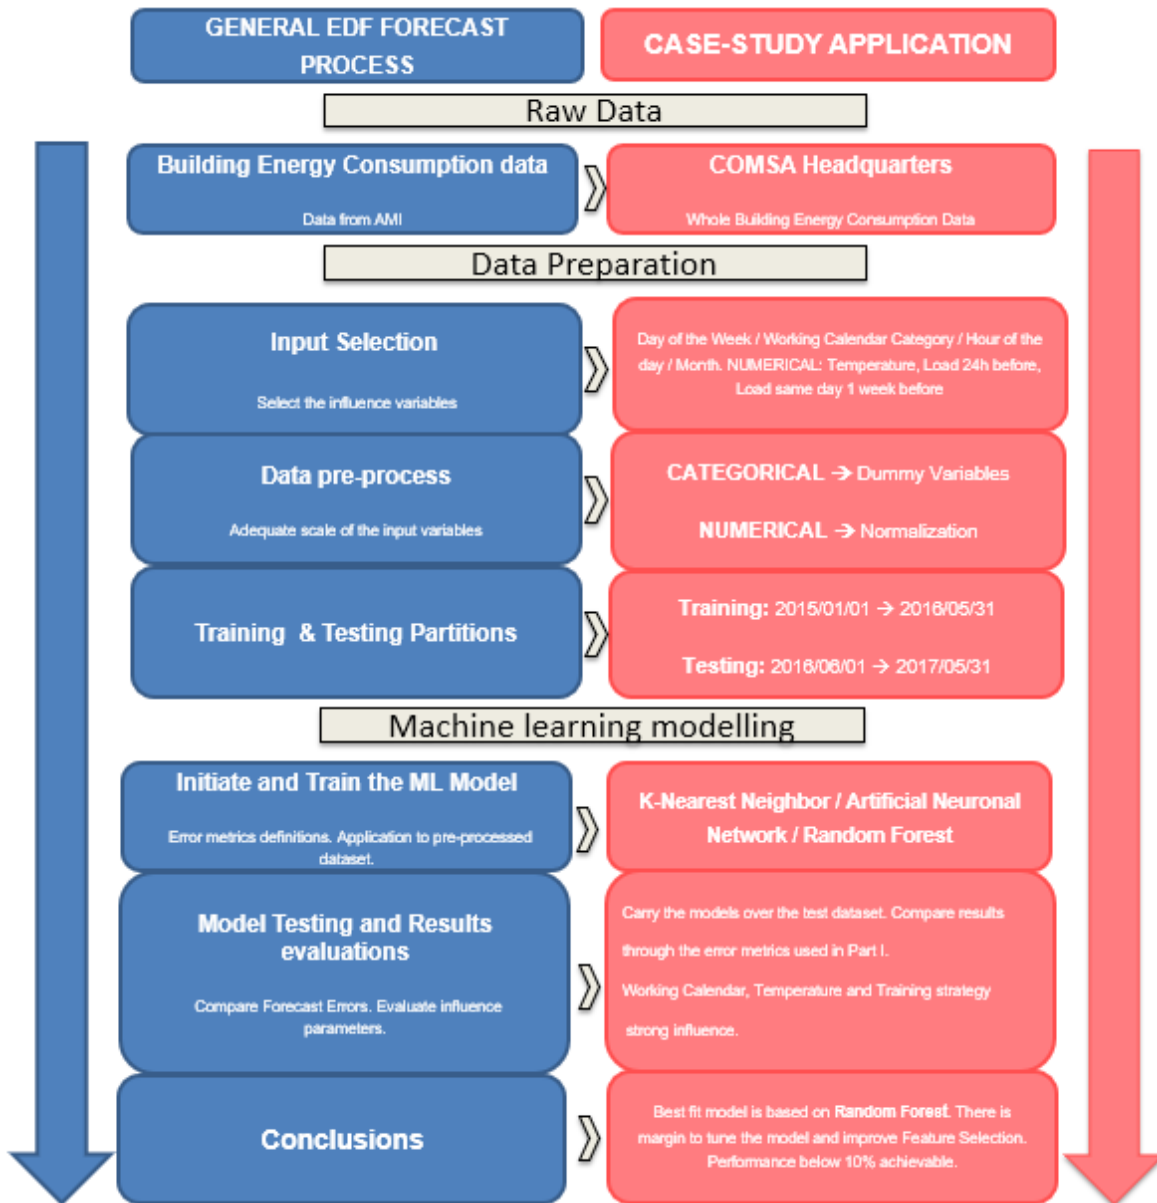 GENERAL EDF FORECAST
PROCESS
CASE-STUDY APPLICATION
Raw Data
Building Energy Consumption data
Data from AMI
COMSA Headquarters
Whole Building Energy Consumption Data
Data Preparation
Input Selection
Select the influence variables
Day of the Week / Working Calendar Category / Hour of the
day / Month. NUMERICAL: Temperature, Load 24h before,
Load same day 1 week before
Data pre-process
Adequate scale of the input variables
CATEGORICAL → Dummy Variables
NUMERICAL → Normalization
Training & Testing Partitions
Training: 2015/01/01 → 2016/05/31
Testing: 2016/06/01 → 2017/05/31
Machine learning modelling
Initiate and Train the ML Model
Error metrics definitions. Application to pre-processed
dataset.
K-Nearest Neighbor / Artificial Neuronal
Network / Random Forest
Model Testing and Results
evaluations
Compare Forecast Errors. Evaluate influence
parameters.
Carry the models over the test dataset. Compare results
through the error metrics used in Part I.
Working Calendar, Temperature and Training strategy
strong influence.
Conclusions
Best fit model is based on Random Forest. There is
margin to tune the model and improve Feature Selection.
Performance below 10% achievable.